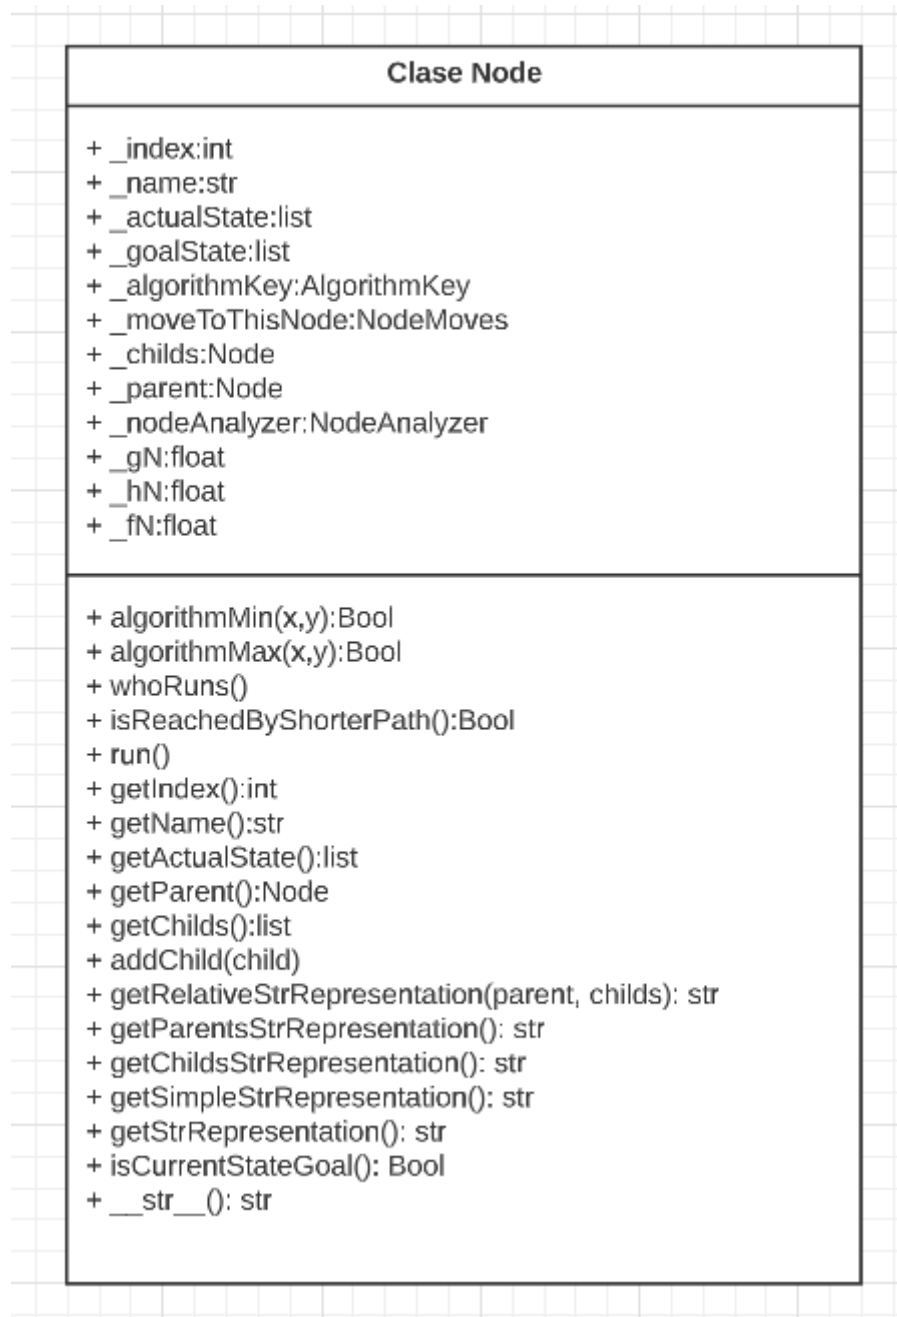 Clase Node
+ _index:int
+ _name:str
+ _actualState:list
+ _goalState:list
+ _algorithmKey:AlgorithmKey
+ _moveToThisNode:NodeMoves
+ _childs:Node
+ _parent:Node
+ _nodeAnalyzer:NodeAnalyzer
+ _gN:float
+ _hN:float
+ _fN:float
+ algorithmMin(x,y):Bool
+ algorithmMax(x,y):Bool
+ whoRuns()
+ isReachedByShorterPath():Bool
+ run()
+ getIndex():int
+ getName():str
+ getActualState():list
+ getParent():Node
+ getChilds():list
+ addChild(child)
+ getRelativeStrRepresentation(parent, childs): str
+ getParentsStrRepresentation(): str
+ getChildsStrRepresentation(): str
+ getSimpleStrRepresentation(): str
+ getStrRepresentation(): str
+ isCurrentStateGoal(): Bool
+ __str__(): str